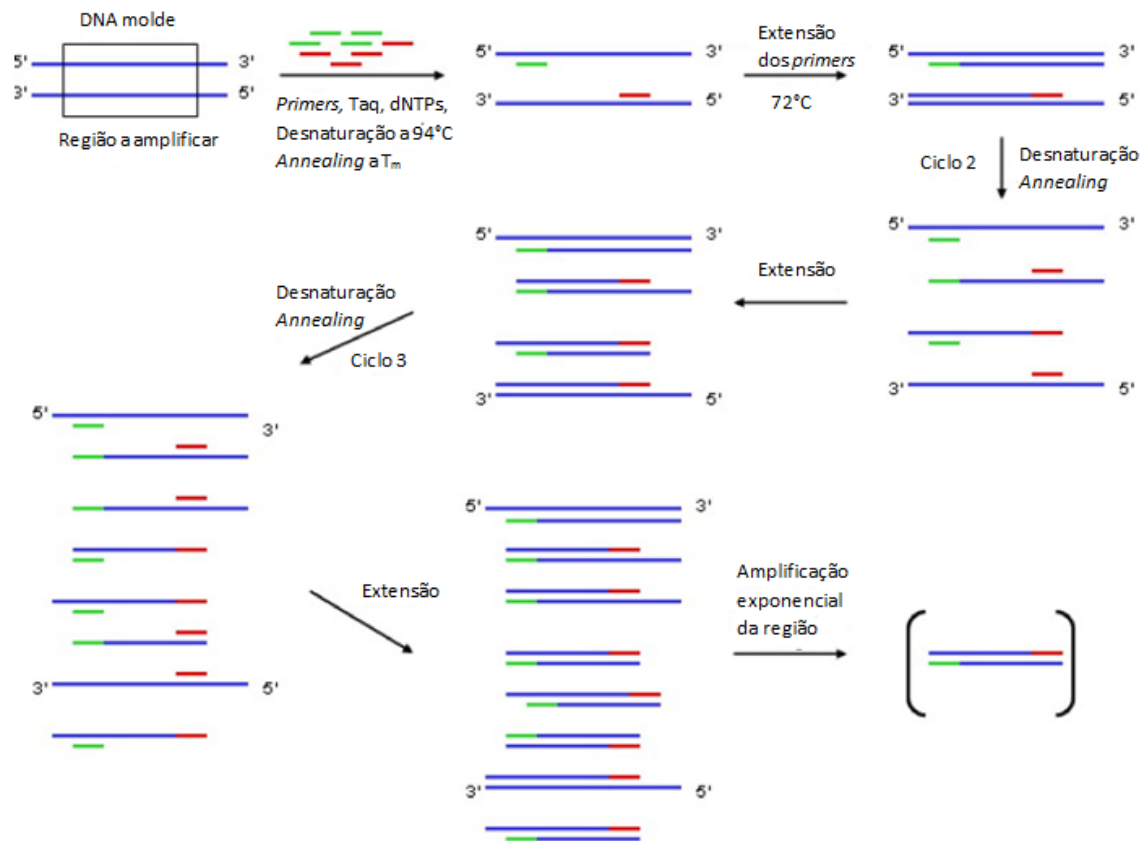 DNA molde
5' 3'
3' 5'
Região a amplificar
Primers, Taq, dNTPs,
Desnaturação a 94°C
Annealing a Tm
5' 3'
3' 5'
Extensão
dos primers
72°C
5' 3'
3' 5'
Ciclo 2
Desnaturação
Annealing
5' 3'
3' 5'
Extensão
5' 3'
3' 5'
Desnaturação
Annealing
Ciclo 3
5' 3'
3' 5'
Extensão
5' 3'
3' 5'
Amplificação
exponencial
da região